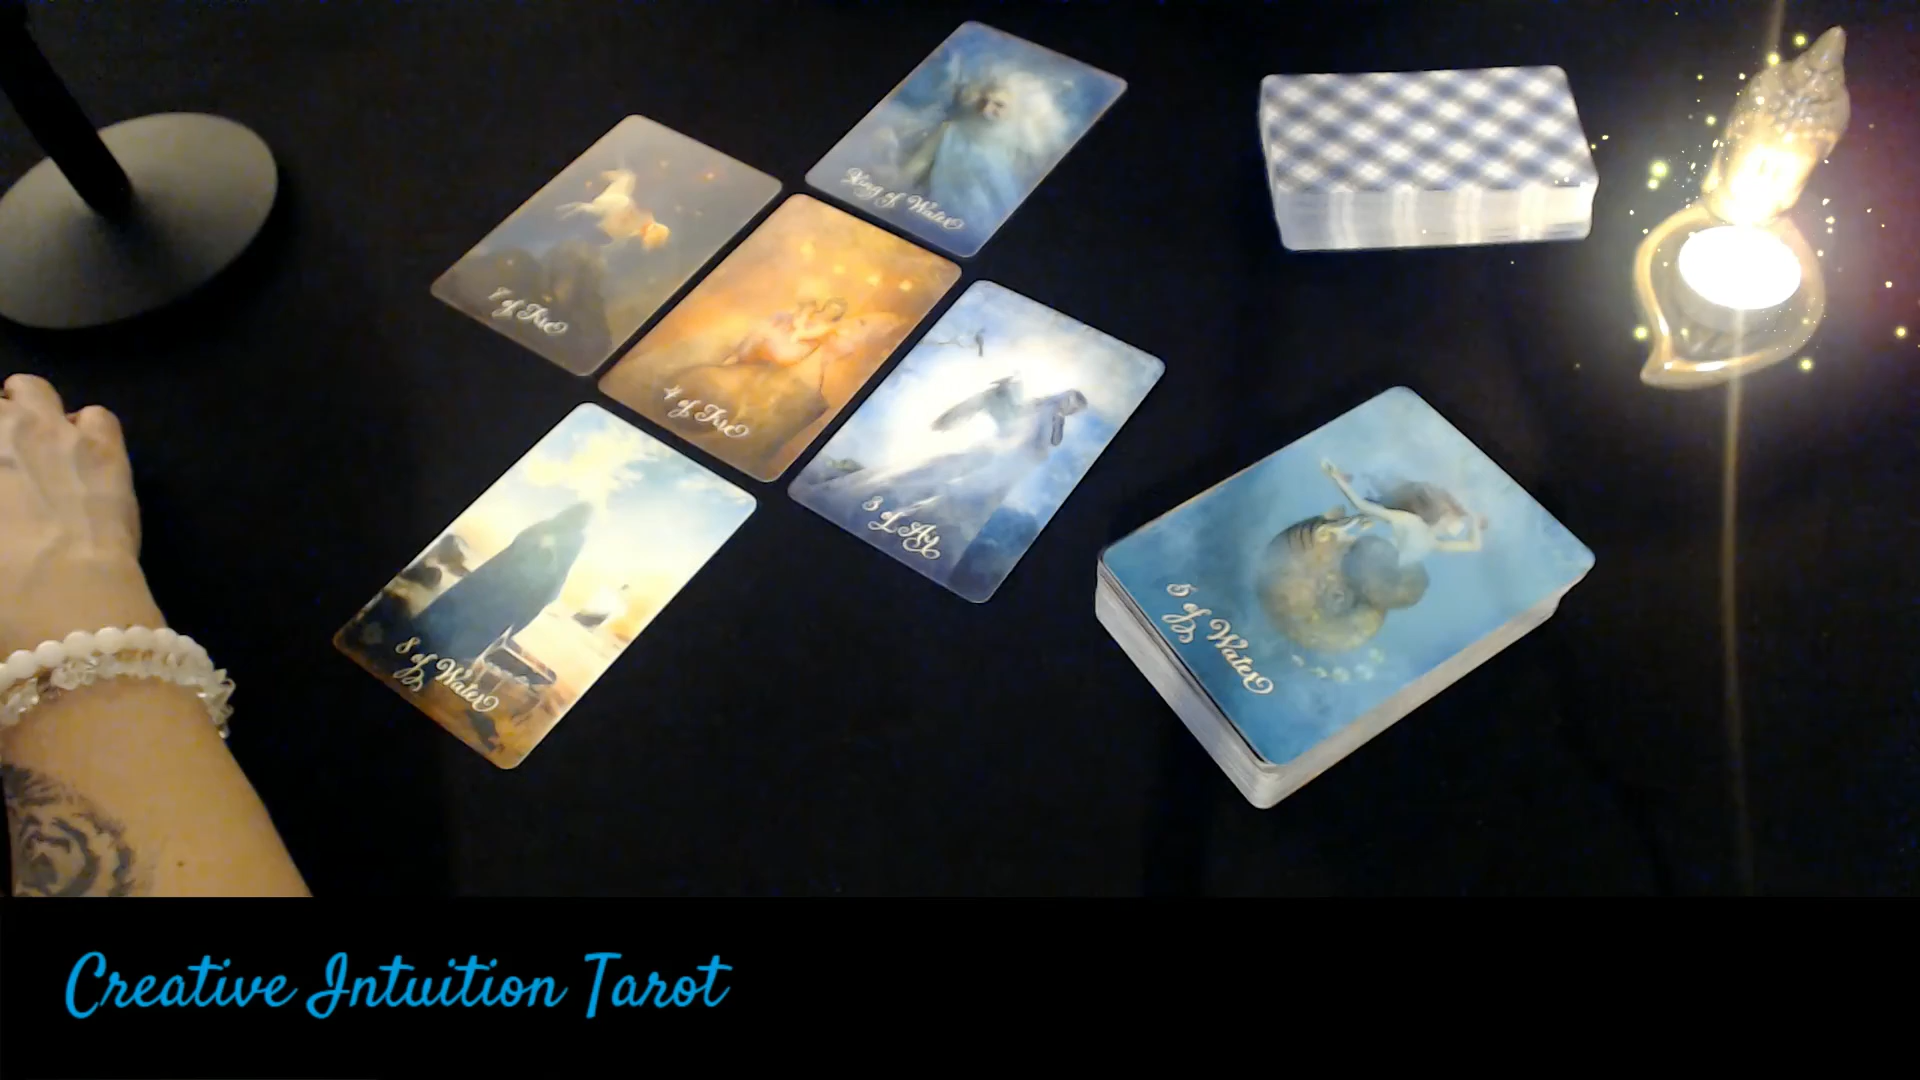 King of Water
7 of Fire
4 of Fire
3 of Air
8 of Water
5 of Water
Creative Intuition Tarot